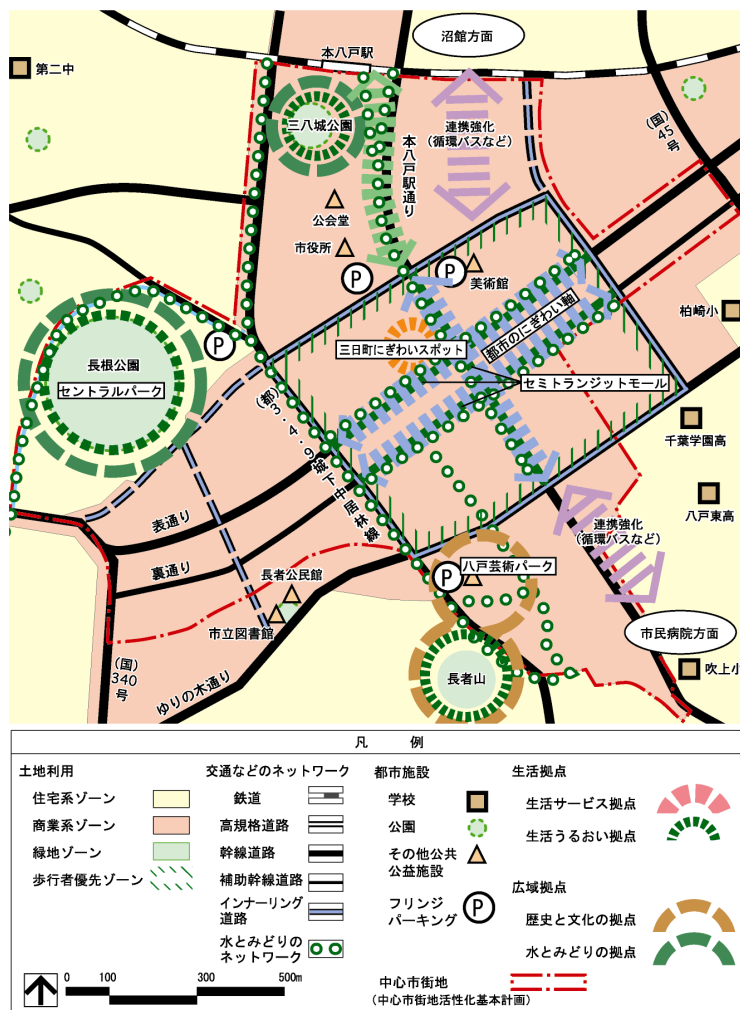 沼館方面
本八戸駅
第二中
三八城公園
連携強化
(循環バスなど)
(国)45号
本八戸駅通り
公会堂
市役所
P
P
美術館
柏崎小
P
長根公園
セントラルパーク
三日町にぎわいスポット
都市のにぎわい軸
セミトランジットモール
(都)3.4.9城下中居林線
千葉学園高
八戸東高
表通り
裏通り
連携強化
(循環バスなど)
長者公民館
八戸芸術パーク
P
市立図書館
市民病院方面
(国)340号
ゆりの木通り
長者山
吹上小
凡 例
土地利用
住宅系ゾーン
商業系ゾーン
緑地ゾーン
歩行者優先ゾーン
交通などのネットワーク
鉄道
高規格道路
幹線道路
補助幹線道路
インナーリング
道路
水とみどりの
ネットワーク
都市施設
学校
公園
その他公共
公益施設
フリンジ
パーキング
P
生活拠点
生活サービス拠点
生活うるおい拠点
広域拠点
歴史と文化の拠点
水とみどりの拠点
0 100 300 500m
中心市街地
(中心市街地活性化基本計画)